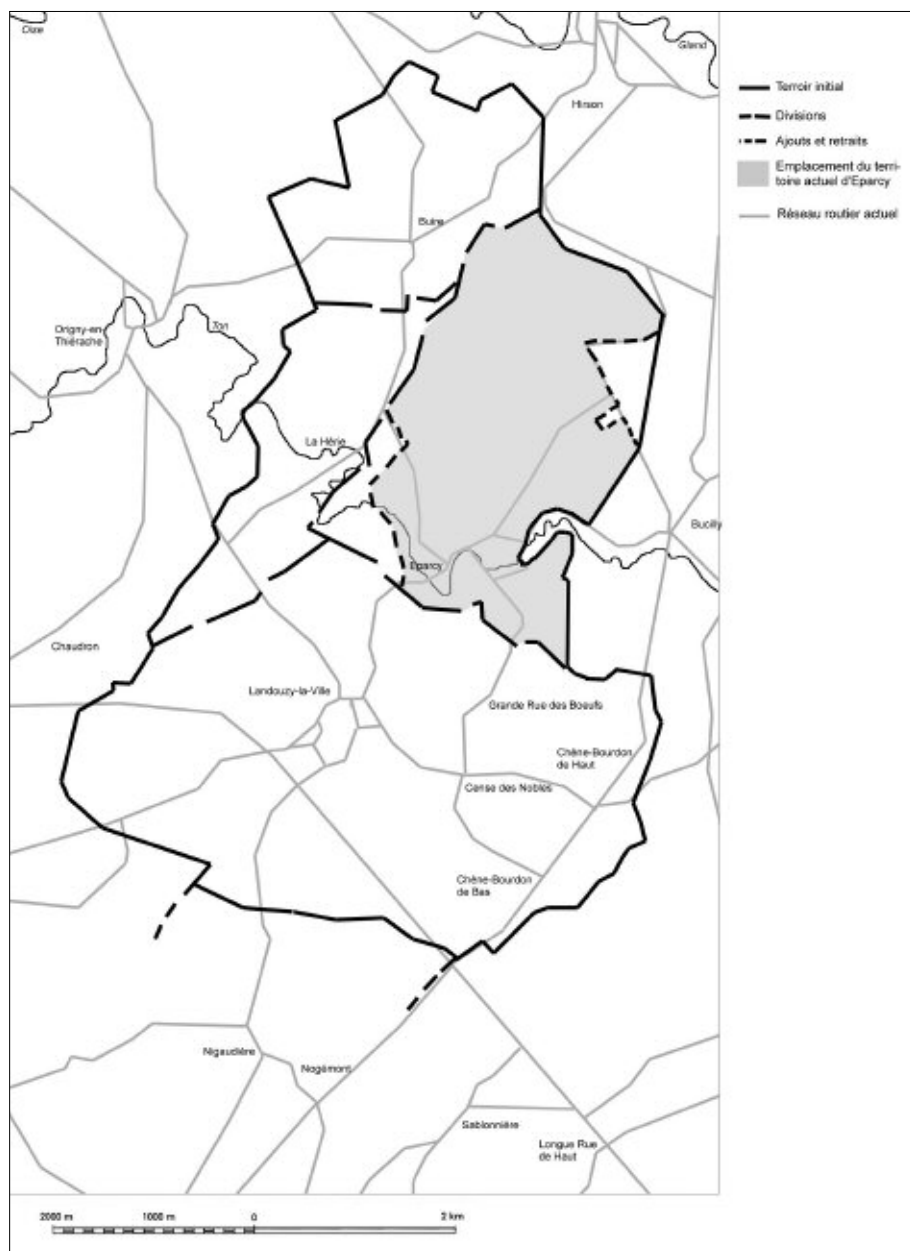 Oise
Gland
Hirson
Terroir initial
Divisions
Ajouts et retraits
Emplacement du terri-
toire actuel d'Eparcy
Réseau routier actuel
Buire
Origny-en-
Thiérache
Ton
La Hérie
Bucilly
Eparcy
Chaudron
Landouzy-la-Ville
Grande Rue des Boeufs
Chêne-Bourdon
de Haut
Cense des Nobles
Chêne-Bourdon
de Bas
Nigaudière
Nogémont
Sablonnière
Longue Rue
de Haut
2000 m 1000 m 0 2 km